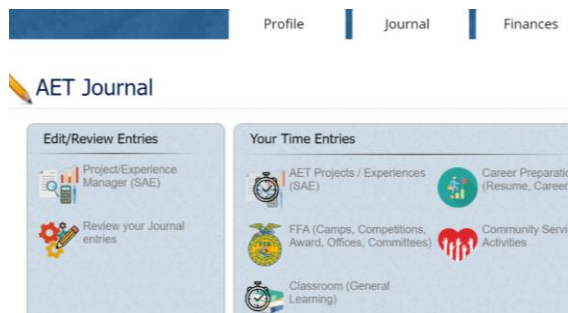 Profile
Journal
Finances
AET Journal
Edit/Review Entries
Project/Experience
Manager (SAE)
Review your Journal
entries
Your Time Entries
AET Projects / Experiences
(SAE)
FFA (Camps, Competitions,
Award, Offices, Committees)
Classroom (General
Learning)
Career Preparatio
(Resume, Career
Community Servi
Activities